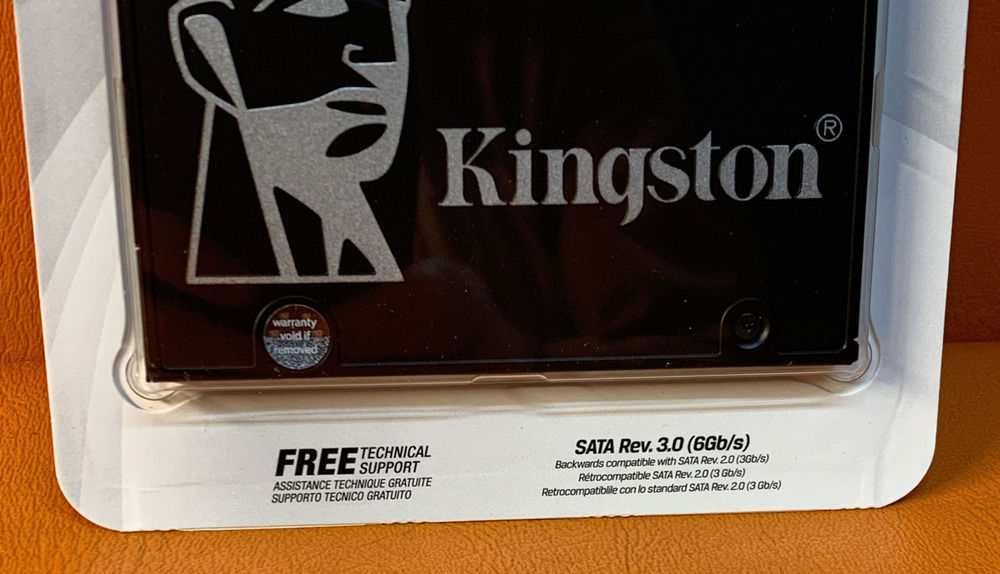 Kingston®
warranty
void if
removed
FREE TECHNICAL
SUPPORT
ASSISTANCE TECHNIQUE GRATUITE
SUPPORTO TECNICO GRATUITO
SATA Rev. 3.0 (6Gb/s)
Backwards compatible with SATA Rev. 2.0 (3Gb/s)
Rétrocompatible SATA Rev. 2.0 (3 Gb/s)
Retrocompatiblile con lo standard SATA Rev. 2.0 (3 Gb/s)